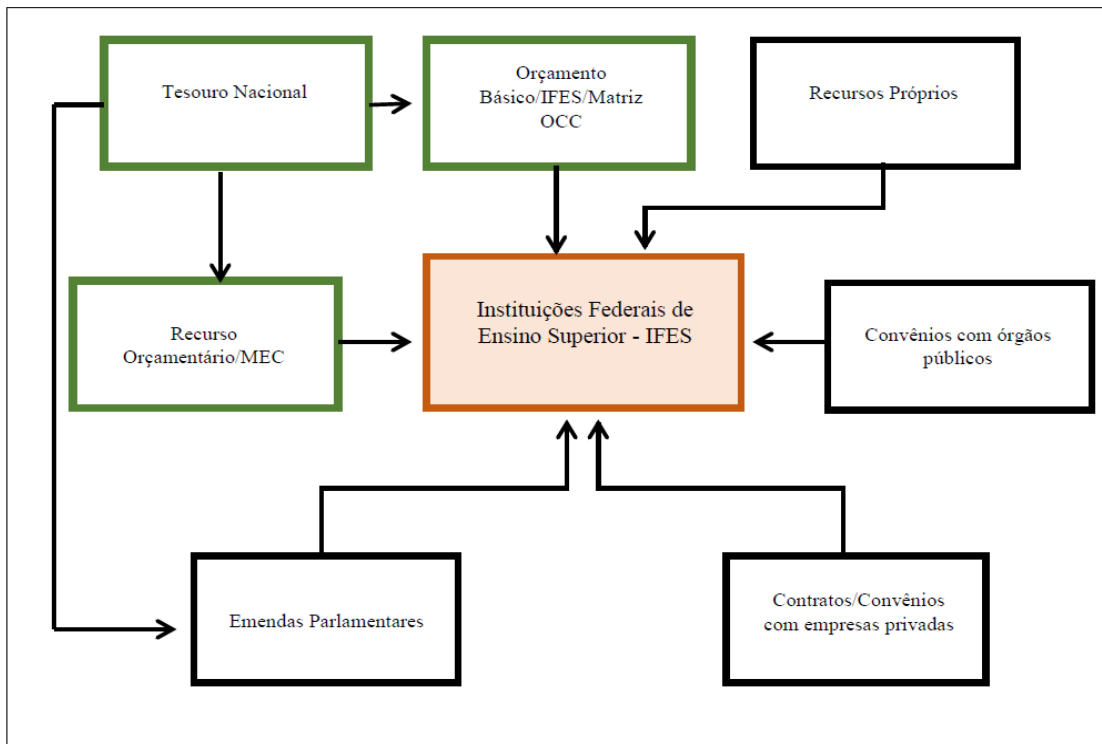 Tesouro Nacional
Orçamento
Básico/IFES/Matriz
OCC
Recursos Próprios
Recurso
Orçamentário/MEC
Instituições Federais de
Ensino Superior - IFES
Convênios com órgãos
públicos
Emendas Parlamentares
Contratos/Convênios
com empresas privadas